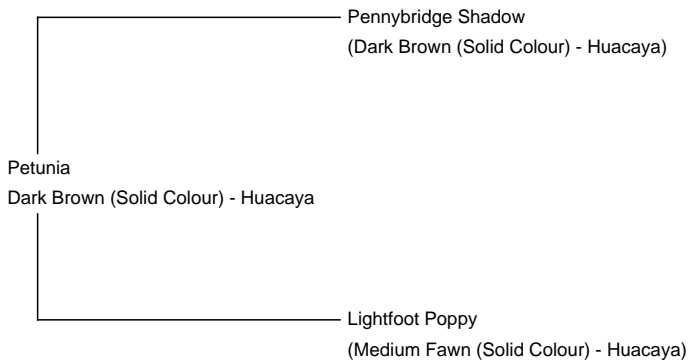 Pennybridge Shadow
(Dark Brown (Solid Colour) - Huacaya)
Petunia
Dark Brown (Solid Colour) - Huacaya
Lightfoot Poppy
(Medium Fawn (Solid Colour) - Huacaya)